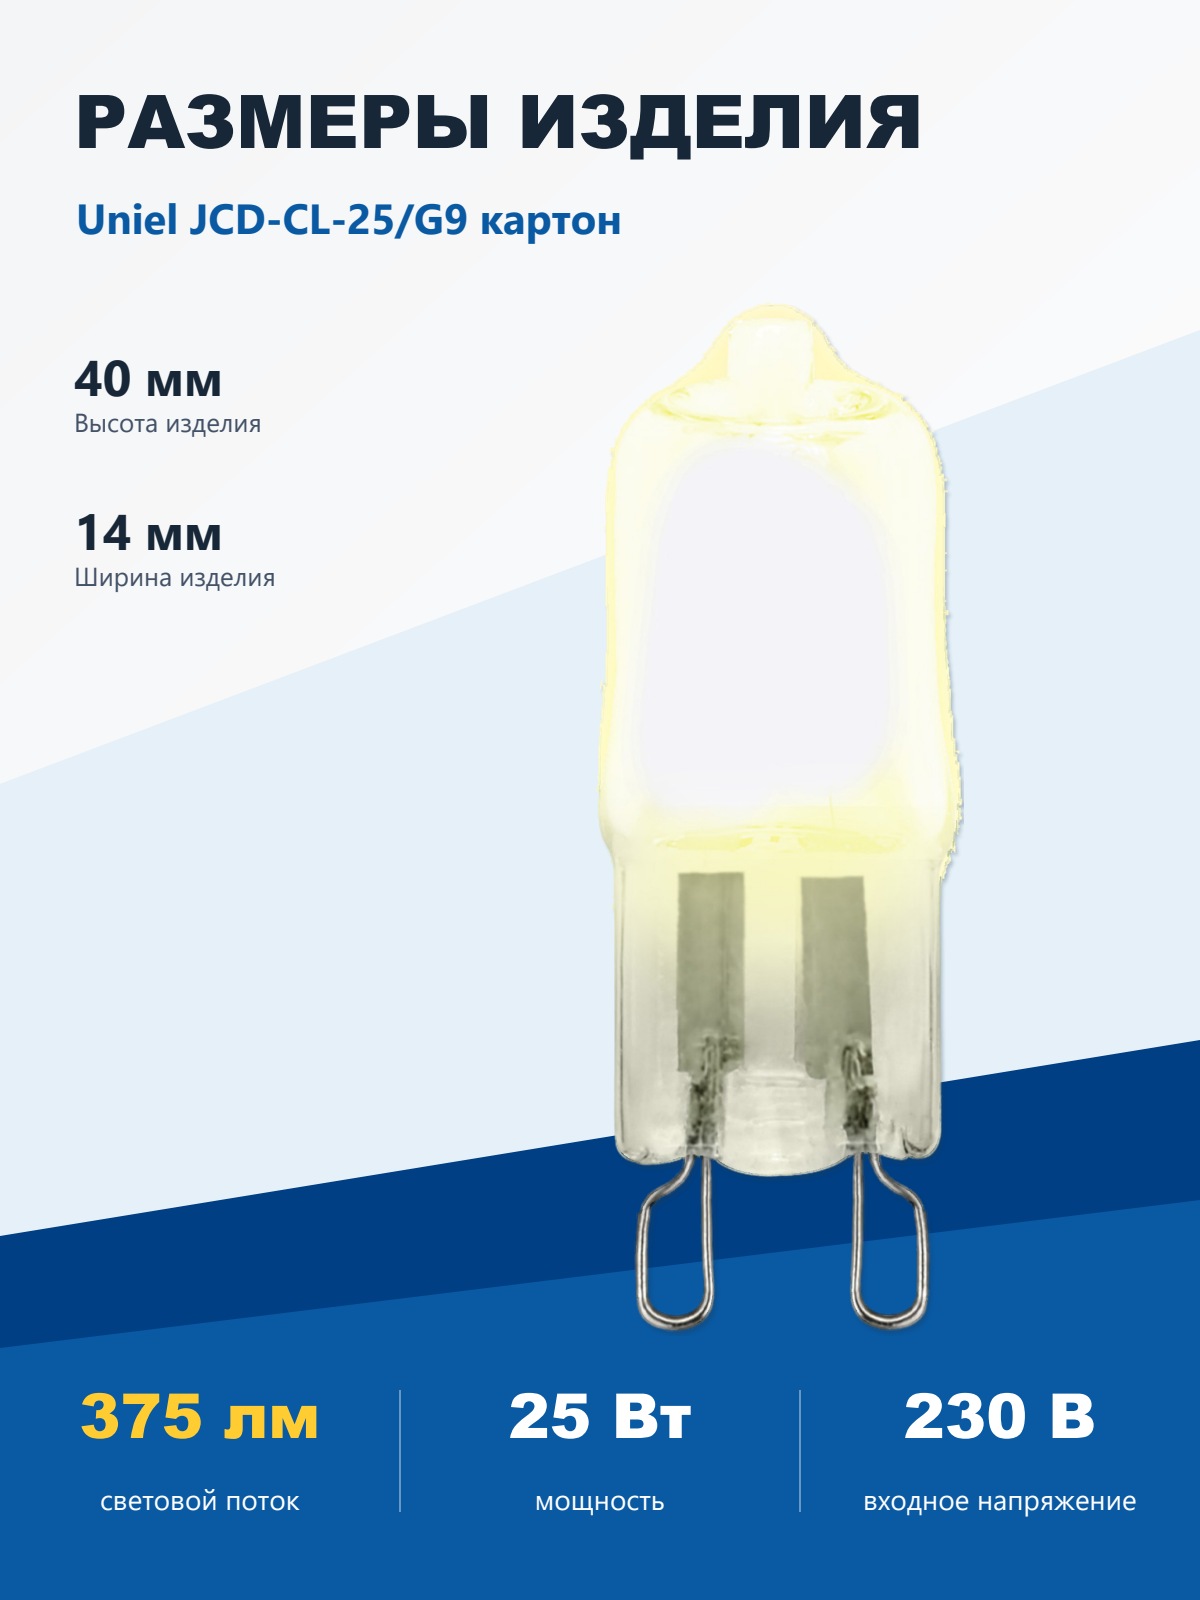 РАЗМЕРЫ ИЗДЕЛИЯ
Uniel JCD-CL-25/G9 картон
40 мм
Высота изделия
14 мм
Ширина изделия
375 лм
световой поток
25 Вт
мощность
230 В
входное напряжение